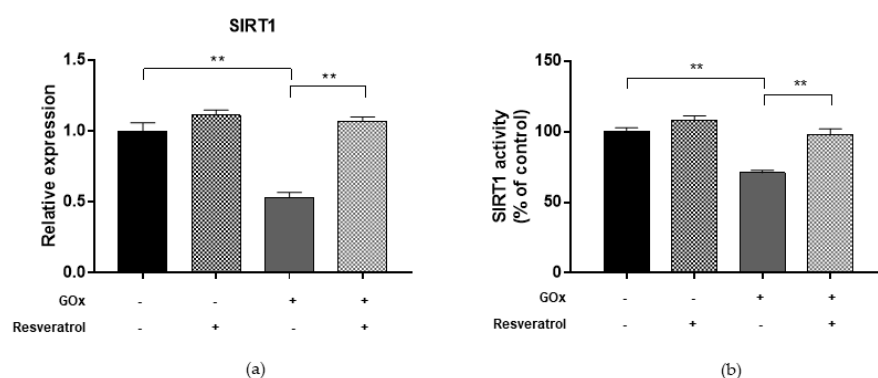 SIRT1
Relative expression
1.5
1.0
0.5
0.0
**
**
GOx - - + +
Resveratrol - + - +
(a)
SIRT1 activity
(% of control)
150
100
50
0
**
**
GOx - - + +
Resveratrol - + - +
(b)